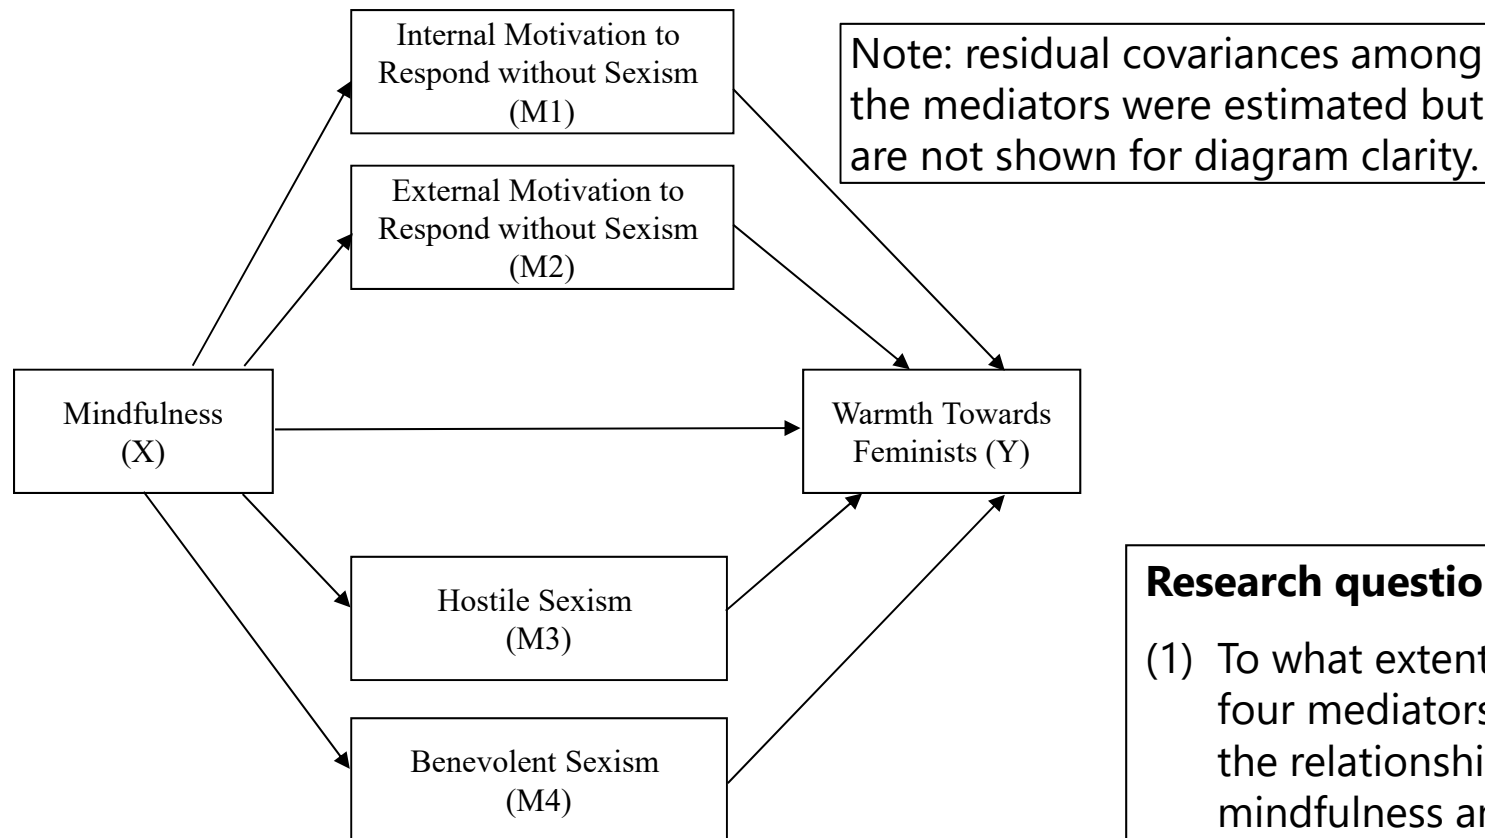 Internal Motivation to
Respond without Sexism
(M1)
Note: residual covariances among
the mediators were estimated but
are not shown for diagram clarity.
External Motivation to
Respond without Sexism
(M2)
Mindfulness
(X)
Warmth Towards
Feminists (Y)
Hostile Sexism
(M3)
Benevolent Sexism
(M4)
Research questio
(1) To what extent
four mediators
the relationshi
mindfulness an